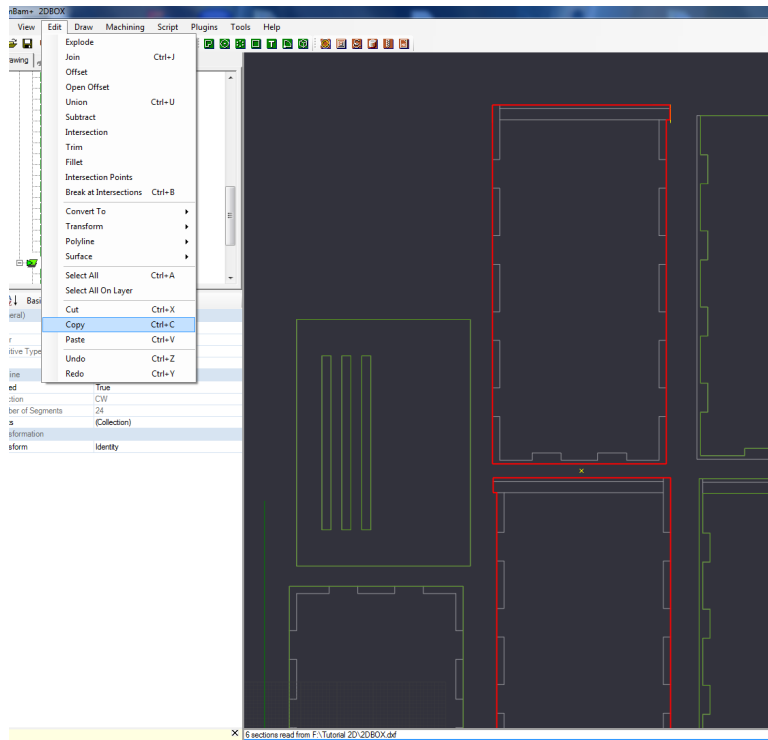 mBam+ 2DBOX
View Edit Draw Machining Script Plugins Tools Help
awing
Explode
Join Ctrl+J
Offset
Open Offset
Union Ctrl+U
Subtract
Intersection
Trim
Fillet
Intersection Points
Break at Intersections Ctrl+B
Convert To
Transform
Polyline
Surface
Select All Ctrl+A
Select All On Layer
Cut Ctrl+X
Copy Ctrl+C
Paste Ctrl+V
Undo Ctrl+Z
Redo Ctrl+Y
Basi
eral)
r
itive Type
ine
ed True
ction CW
ber of Segments 24
ts (Collection)
sformation
sform Identity
6 sections read from F:\Tutorial 2D\2DBOX.dxf